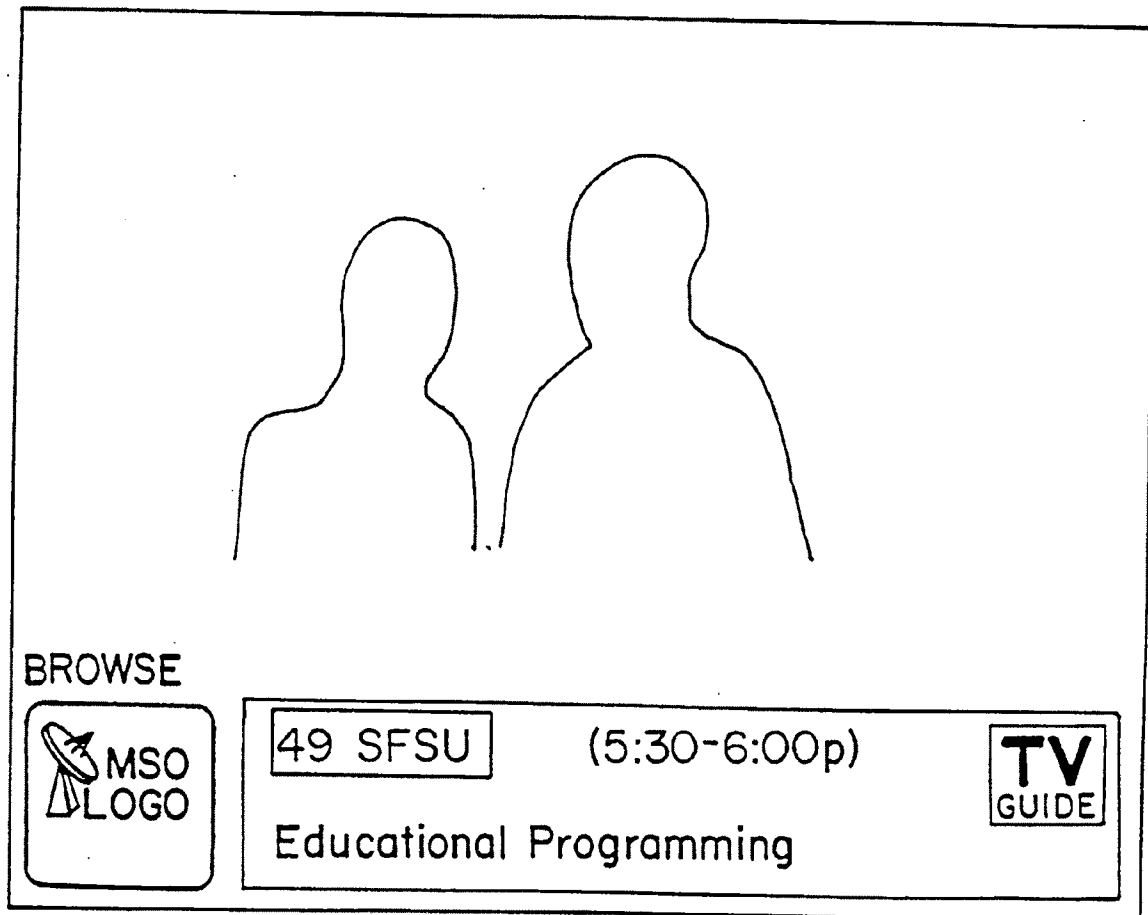 BROWSE
MSO
LOGO
49 SFSU (5:30-6:00p)
TV
GUIDE
Educational Programming